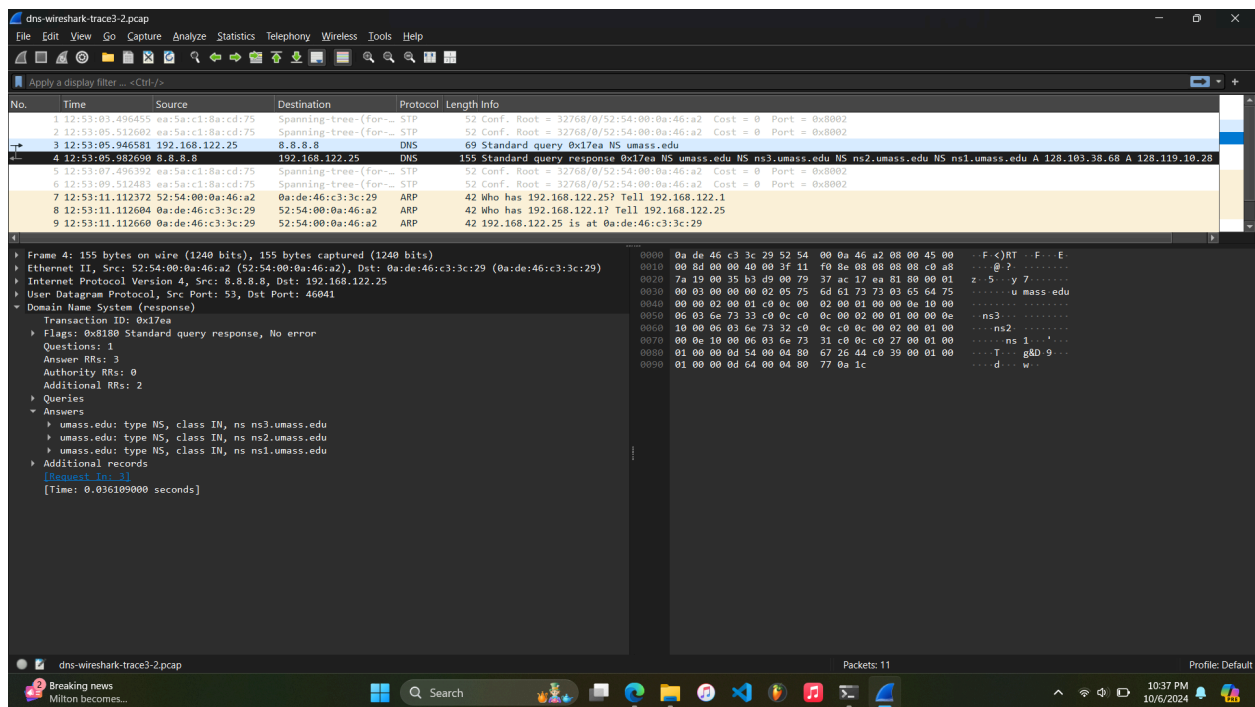 dns-wireshark-trace3-2.pcap
File Edit View Go Capture Analyze Statistics Telephony Wireless Tools Help
Apply a display filter ... <Ctrl-/>
No. Time Source Destination Protocol Length Info
1 12:53:03.496455 ea:5a:c1:8a:cd:75 Spanning-tree-(for-… STP 52 Conf. Root = 32768/0/52:54:00:0a:46:a2 Cost = 0 Port = 0x8002
2 12:53:05.512602 ea:5a:c1:8a:cd:75 Spanning-tree-(for-… STP 52 Conf. Root = 32768/0/52:54:00:0a:46:a2 Cost = 0 Port = 0x8002
3 12:53:05.946581 192.168.122.25 8.8.8.8 DNS 69 Standard query 0x17ea NS umass.edu
4 12:53:05.982690 8.8.8.8 192.168.122.25 DNS 155 Standard query response 0x17ea NS umass.edu NS ns3.umass.edu NS ns2.umass.edu NS ns1.umass.edu A 128.103.38.68 A 128.119.10.28
5 12:53:07.496392 ea:5a:c1:8a:cd:75 Spanning-tree-(for-… STP 52 Conf. Root = 32768/0/52:54:00:0a:46:a2 Cost = 0 Port = 0x8002
6 12:53:09.512483 ea:5a:c1:8a:cd:75 Spanning-tree-(for-… STP 52 Conf. Root = 32768/0/52:54:00:0a:46:a2 Cost = 0 Port = 0x8002
7 12:53:11.112372 52:54:00:0a:46:a2 0a:de:46:c3:3c:29 ARP 42 Who has 192.168.122.25? Tell 192.168.122.1
8 12:53:11.112604 0a:de:46:c3:3c:29 52:54:00:0a:46:a2 ARP 42 Who has 192.168.122.1? Tell 192.168.122.25
9 12:53:11.112660 0a:de:46:c3:3c:29 52:54:00:0a:46:a2 ARP 42 192.168.122.25 is at 0a:de:46:c3:3c:29
Frame 4: 155 bytes on wire (1240 bits), 155 bytes captured (1240 bits)
Ethernet II, Src: 52:54:00:0a:46:a2 (52:54:00:0a:46:a2), Dst: 0a:de:46:c3:3c:29 (0a:de:46:c3:3c:29)
Internet Protocol Version 4, Src: 8.8.8.8, Dst: 192.168.122.25
User Datagram Protocol, Src Port: 53, Dst Port: 46041
Domain Name System (response)
Transaction ID: 0x17ea
Flags: 0x8180 Standard query response, No error
Questions: 1
Answer RRs: 3
Authority RRs: 0
Additional RRs: 2
Queries
Answers
umass.edu: type NS, class IN, ns ns3.umass.edu
umass.edu: type NS, class IN, ns ns2.umass.edu
umass.edu: type NS, class IN, ns ns1.umass.edu
Additional records
[Request In: 3]
[Time: 0.036109000 seconds]
0000 0a de 46 c3 3c 29 52 54 00 0a 46 a2 08 00 45 00 ··F·<)RT ··F···E·
0010 00 8d 00 00 40 00 3f 11 f0 8e 08 08 08 08 c0 a8 ····@·?· ········
0020 7a 19 00 35 b3 d9 00 79 37 ac 17 ea 81 80 00 01 z··5···y 7·······
0030 00 03 00 00 00 02 05 75 6d 61 73 73 03 65 64 75 ·······u mass·edu
0040 00 00 02 00 01 c0 0c 00 02 00 01 00 00 0e 10 00 ········ ········
0050 06 03 6e 73 33 c0 0c c0 0c 00 02 00 01 00 00 0e ··ns3··· ········
0060 10 00 06 03 6e 73 32 c0 0c c0 0c 00 02 00 01 00 ····ns2· ········
0070 00 0e 10 00 06 03 6e 73 31 c0 0c c0 27 00 01 00 ······ns 1···'···
0080 01 00 00 0d 54 00 04 80 67 26 44 c0 39 00 01 00 ····T··· g&D·9···
0090 01 00 00 0d 64 00 04 80 77 0a 1c ····d··· w··
dns-wireshark-trace3-2.pcap Packets: 11 Profile: Default
2
Breaking news
Milton becomes...
Search
10:37 PM
10/6/2024
PRE